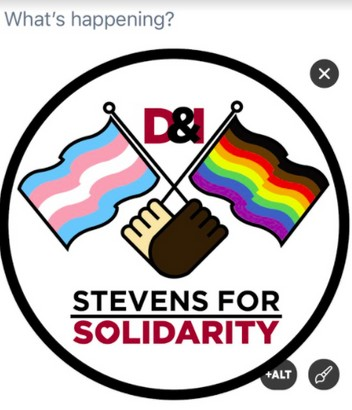 What's happening?
D&I
STEVENS FOR
SOLIDARITY
+ALT